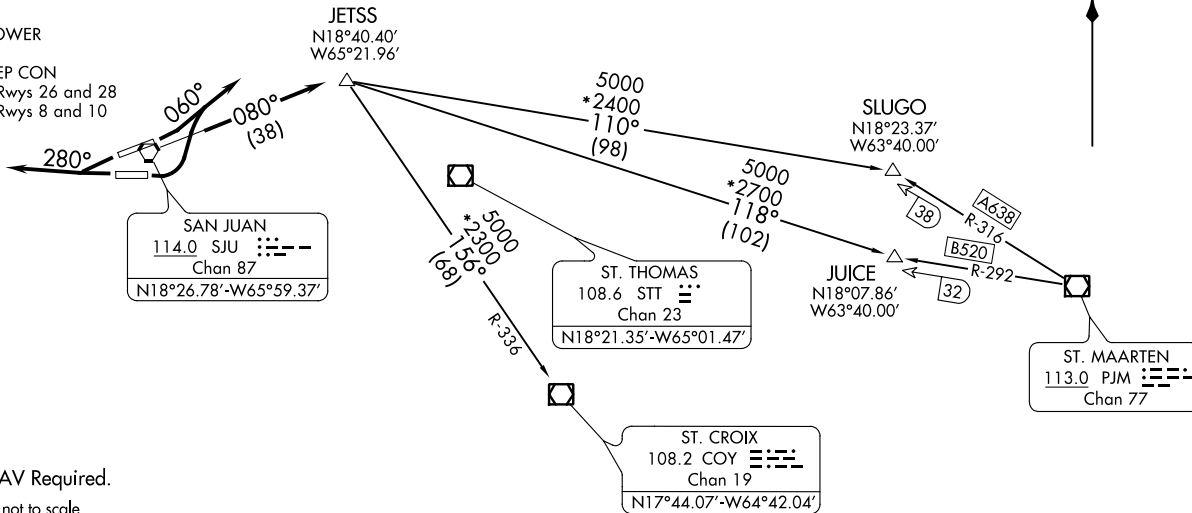 OWER
EP CON
Rwys 26 and 28
Rwys 8 and 10
JETSS
N18°40.40'
W65°21.96'
060°
080°
(38)
280°
5000
*2400
110°
(98)
SLUGO
N18°23.37'
W63°40.00'
5000
*2700
118°
(102)
38
A638
R-316
B520
R-292
32
JUICE
N18°07.86'
W63°40.00'
5000
*2300
156°
(68)
R-336
SAN JUAN
114.0 SJU
Chan 87
N18°26.78'-W65°59.37'
ST. THOMAS
108.6 STT
Chan 23
N18°21.35'-W65°01.47'
ST. MAARTEN
113.0 PJM
Chan 77
ST. CROIX
108.2 COY
Chan 19
N17°44.07'-W64°42.04'
AV Required.
not to scale